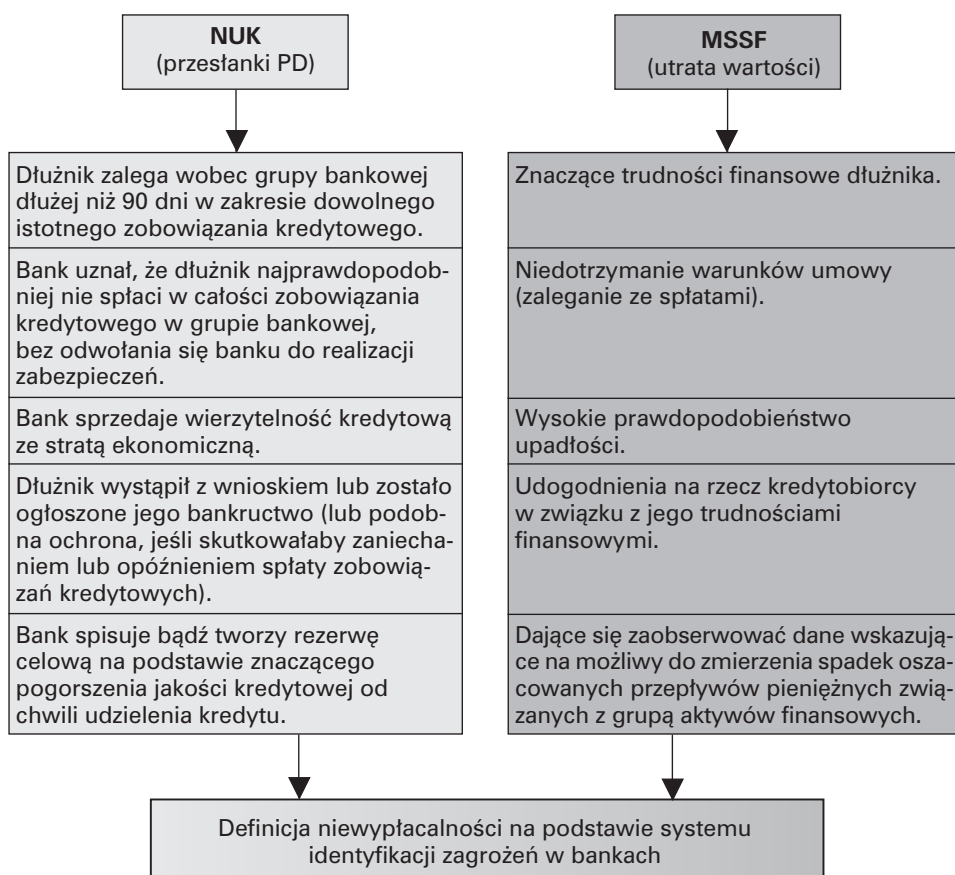 NUK
(przesłanki PD)
Dłużnik zalega wobec grupy bankowej
dłużej niż 90 dni w zakresie dowolnego
istotnego zobowiązania kredytowego.
Bank uznał, że dłużnik najprawdopodob-
niej nie spłaci w całości zobowiązania
kredytowego w grupie bankowej,
bez odwołania się banku do realizacji
zabezpieczeń.
Bank sprzedaje wierzytelność kredytową
ze stratą ekonomiczną.
Dłużnik wystąpił z wnioskiem lub zostało
ogłoszone jego bankructwo (lub podob-
na ochrona, jeśli skutkowałaby zaniecha-
niem lub opóźnieniem spłaty zobowią-
zań kredytowych).
Bank spisuje bądź tworzy rezerwę
celową na podstawie znaczącego
pogorszenia jakości kredytowej od
chwili udzielenia kredytu.
MSSF
(utrata wartości)
Znaczące trudności finansowe dłużnika.
Niedotrzymanie warunków umowy
(zaleganie ze spłatami).
Wysokie prawdopodobieństwo
upadłości.
Udogodnienia na rzecz kredytobiorcy
w związku z jego trudnościami
finansowymi.
Dające się zaobserwować dane wskazują-
ce na możliwy do zmierzenia spadek osza-
cowanych przepływów pieniężnych zwią-
zanych z grupą aktywów finansowych.
Definicja niewypłacalności na podstawie systemu
identyfikacji zagrożeń w bankach